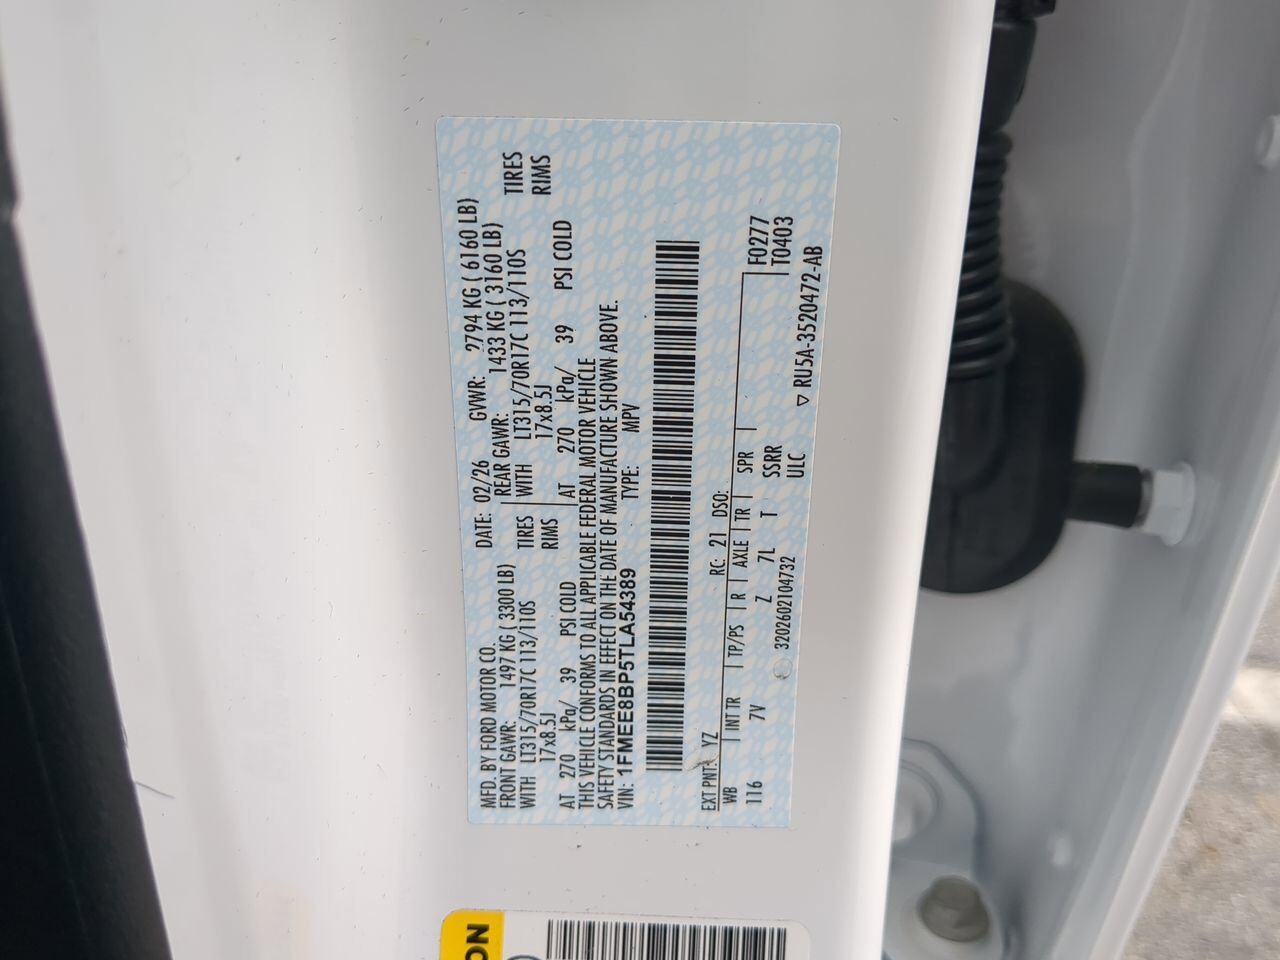 MFD. BY FORD MOTOR CO.
DATE: 02/26 GVWR: 2794 KG ( 6160 LB)
FRONT GAWR: 1497 KG ( 3300 LB) REAR GAWR: 1433 KG ( 3160 LB)
WITH LT315/70R17C 113/110S TIRES WITH LT315/70R17C 113/110S TIRES
17x8.5J RIMS 17x8.5J RIMS
AT 270 kPa/ 39 PSI COLD AT 270 kPa/ 39 PSI COLD
THIS VEHICLE CONFORMS TO ALL APPLICABLE FEDERAL MOTOR VEHICLE
SAFETY STANDARDS IN EFFECT ON THE DATE OF MANUFACTURE SHOWN ABOVE.
VIN: 1FMEE8BP5TLA54389 TYPE: MPV
EXT PNT: YZ RC: 21 DSO: F0277
WB INT TR TP/PS R AXLE TR SPR T0403
116 7V Z 7L T SSRR
3202602104732 ULC
▽ RU5A-3520472-AB
ON